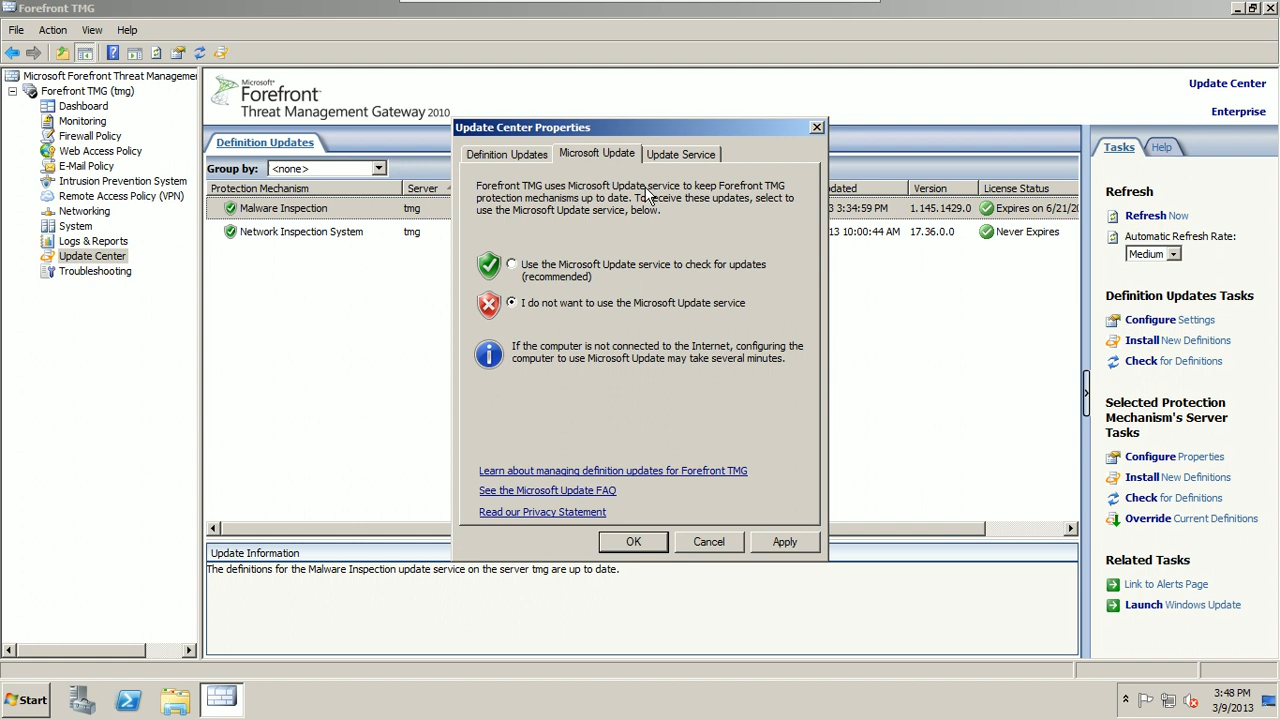 Forefront TMG
File Action View Help
Microsoft Forefront Threat Manageme
Forefront TMG (tmg)
Dashboard
Monitoring
Firewall Policy
Web Access Policy
E-Mail Policy
Intrusion Prevention System
Remote Access Policy (VPN)
Networking
System
Logs & Reports
Update Center
Troubleshooting
Microsoft®
Forefront™
Threat Management Gateway 2010
Update Center
Enterprise
Definition Updates
Group by: <none>
Protection Mechanism Server Version License Status
Malware Inspection tmg 3:34:59 PM 1.145.1429.0 Expires on 6/21/20
Network Inspection System tmg 13 10:00:44 AM 17.36.0.0 Never Expires
Update Center Properties
Definition Updates Microsoft Update Update Service
Forefront TMG uses Microsoft Update service to keep Forefront TMG
protection mechanisms up to date. To receive these updates, select to
use the Microsoft Update service, below.
Use the Microsoft Update service to check for updates
(recommended)
I do not want to use the Microsoft Update service
If the computer is not connected to the Internet, configuring the
computer to use Microsoft Update may take several minutes.
Learn about managing definition updates for Forefront TMG
See the Microsoft Update FAQ
Read our Privacy Statement
OK Cancel Apply
Update Information
The definitions for the Malware Inspection update service on the server tmg are up to date.
Tasks Help
Refresh
Refresh Now
Automatic Refresh Rate:
Medium
Definition Updates Tasks
Configure Settings
Install New Definitions
Check for Definitions
Selected Protection
Mechanism's Server
Tasks
Configure Properties
Install New Definitions
Check for Definitions
Override Current Definitions
Related Tasks
Link to Alerts Page
Launch Windows Update
Start
3:48 PM
3/9/2013